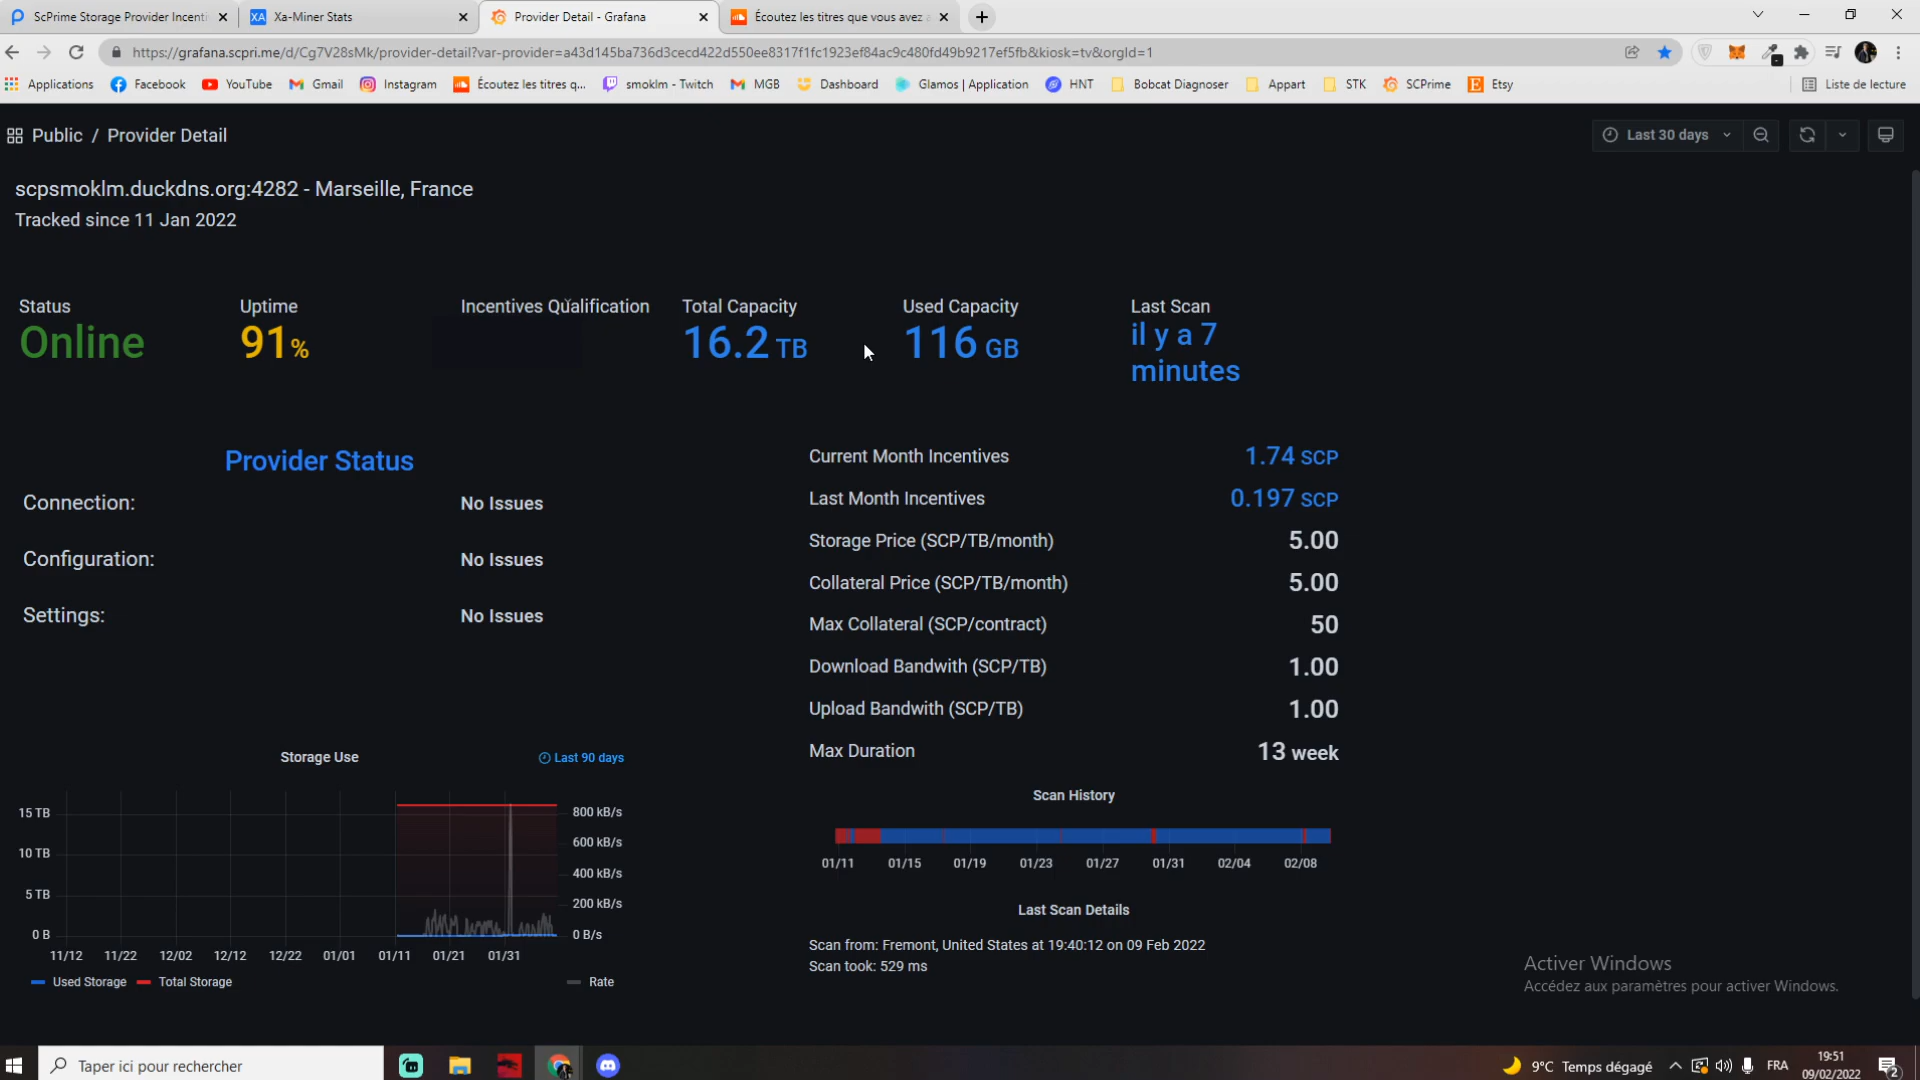 ScPrime Storage Provider Incenti
Xa-Miner Stats
Provider Detail - Grafana
Écoutez les titres que vous avez a
https://grafana.scpri.me/d/Cg7V28sMk/provider-detail?var-provider=a43d145ba736d3cecd422d550ee8317f1fc1923ef84ac9c480fd49b9217ef5fb&kiosk=tv&orgId=1
Applications
Facebook
YouTube
Gmail
Instagram
Écoutez les titres q...
smoklm - Twitch
MGB
Dashboard
Glamos | Application
HNT
Bobcat Diagnoser
Appart
STK
SCPrime
Etsy
Liste de lecture
Public / Provider Detail
Last 30 days
scpsmoklm.duckdns.org:4282 - Marseille, France
Tracked since 11 Jan 2022
Status
Online
Uptime
91%
Incentives Qualification
Total Capacity
16.2 TB
Used Capacity
116 GB
Last Scan
il y a 7
minutes
Provider Status
Connection: No Issues
Configuration: No Issues
Settings: No Issues
Current Month Incentives 1.74 SCP
Last Month Incentives 0.197 SCP
Storage Price (SCP/TB/month) 5.00
Collateral Price (SCP/TB/month) 5.00
Max Collateral (SCP/contract) 50
Download Bandwith (SCP/TB) 1.00
Upload Bandwith (SCP/TB) 1.00
Max Duration 13 week
Storage Use
Last 90 days
15 TB 800 kB/s
600 kB/s
10 TB
400 kB/s
5 TB 200 kB/s
0 B 0 B/s
11/12 11/22 12/02 12/12 12/22 01/01 01/11 01/21 01/31
Used Storage Total Storage Rate
Scan History
01/11 01/15 01/19 01/23 01/27 01/31 02/04 02/08
Last Scan Details
Scan from: Fremont, United States at 19:40:12 on 09 Feb 2022
Scan took: 529 ms
Activer Windows
Accédez aux paramètres pour activer Windows.
Taper ici pour rechercher
9°C Temps dégagé
FRA
19:51
09/02/2022
2